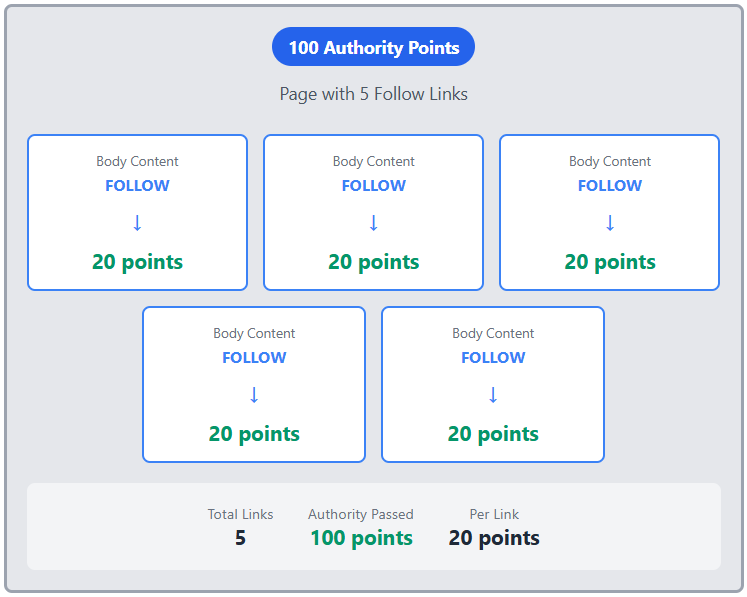 100 Authority Points
Page with 5 Follow Links
Body Content
FOLLOW
↓
20 points
Body Content
FOLLOW
↓
20 points
Body Content
FOLLOW
↓
20 points
Body Content
FOLLOW
↓
20 points
Body Content
FOLLOW
↓
20 points
Total Links
5
Authority Passed
100 points
Per Link
20 points